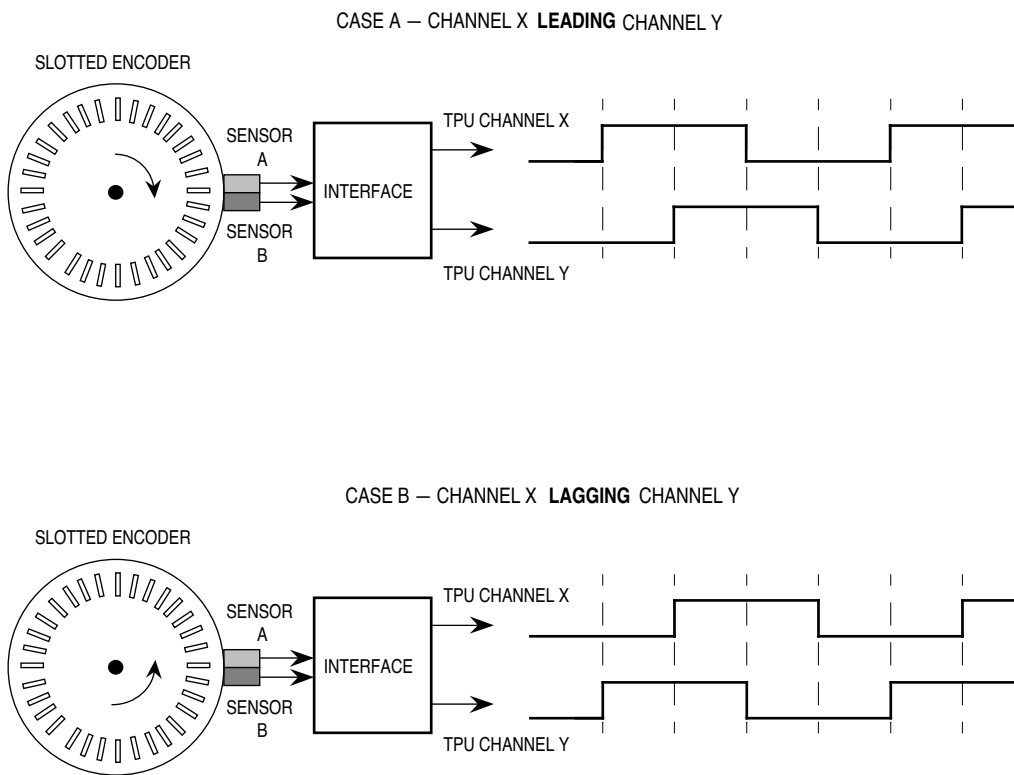 CASE A — CHANNEL X LEADING CHANNEL Y
SLOTTED ENCODER
SENSOR
A
INTERFACE
SENSOR
B
TPU CHANNEL X
TPU CHANNEL Y
CASE B — CHANNEL X LAGGING CHANNEL Y
SLOTTED ENCODER
SENSOR
A
INTERFACE
SENSOR
B
TPU CHANNEL X
TPU CHANNEL Y